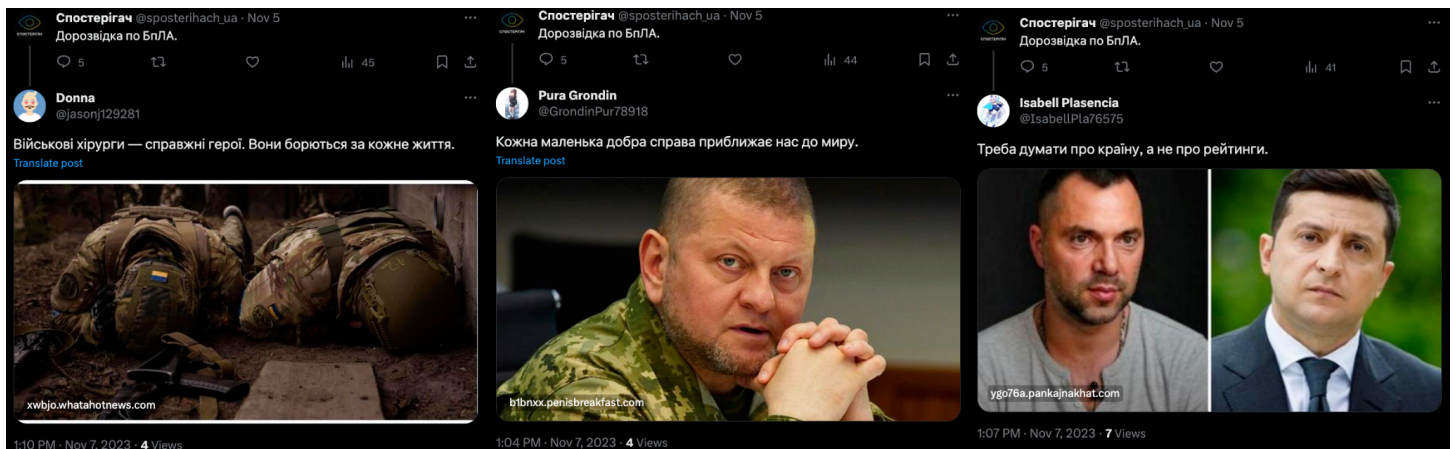 Спостерігач @sposterihach_ua · Nov 5
Дорозвідка по БпЛА.
5 45
Donna
@jasonj129281
Військові хірурги — справжні герої. Вони борються за кожне життя.
Translate post
xwbjo.whatahotnews.com
1:10 PM · Nov 7, 2023 · 4 Views
Спостерігач @sposterihach_ua · Nov 5
Дорозвідка по БпЛА.
5 44
Pura Grondin
@GrondinPur78918
Кожна маленька добра справа приближає нас до миру.
Translate post
b1bnxx.penisbreakfast.com
1:04 PM · Nov 7, 2023 · 4 Views
Спостерігач @sposterihach_ua · Nov 5
Дорозвідка по БпЛА.
5 41
Isabell Plasencia
@IsabellPla76575
Треба думати про країну, а не про рейтинги.
ygo76a.pankajnakhat.com
1:07 PM · Nov 7, 2023 · 7 Views